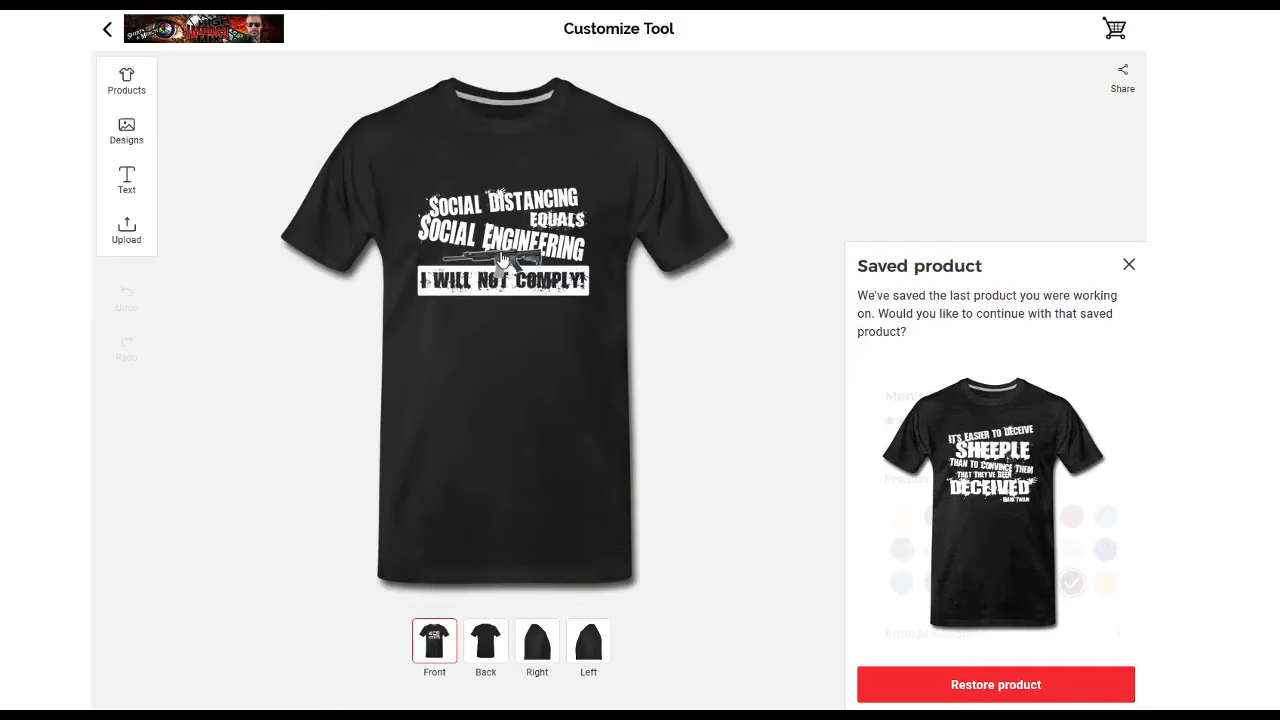 Customize Tool
Products
Designs
Text
Upload
Undo
Redo
Share
SOCIAL DISTANCING
EQUALS
SOCIAL ENGINEERING
I WILL NOT COMPLY!
Front
Back
Right
Left
Saved product
We've saved the last product you were working
on. Would you like to continue with that saved
product?
Men's
IT'S EASIER TO DECEIVE
SHEEPLE
THAN TO CONVINCE THEM
THAT THEY'VE BEEN
DECEIVED
- MARK TWAIN
Restore product